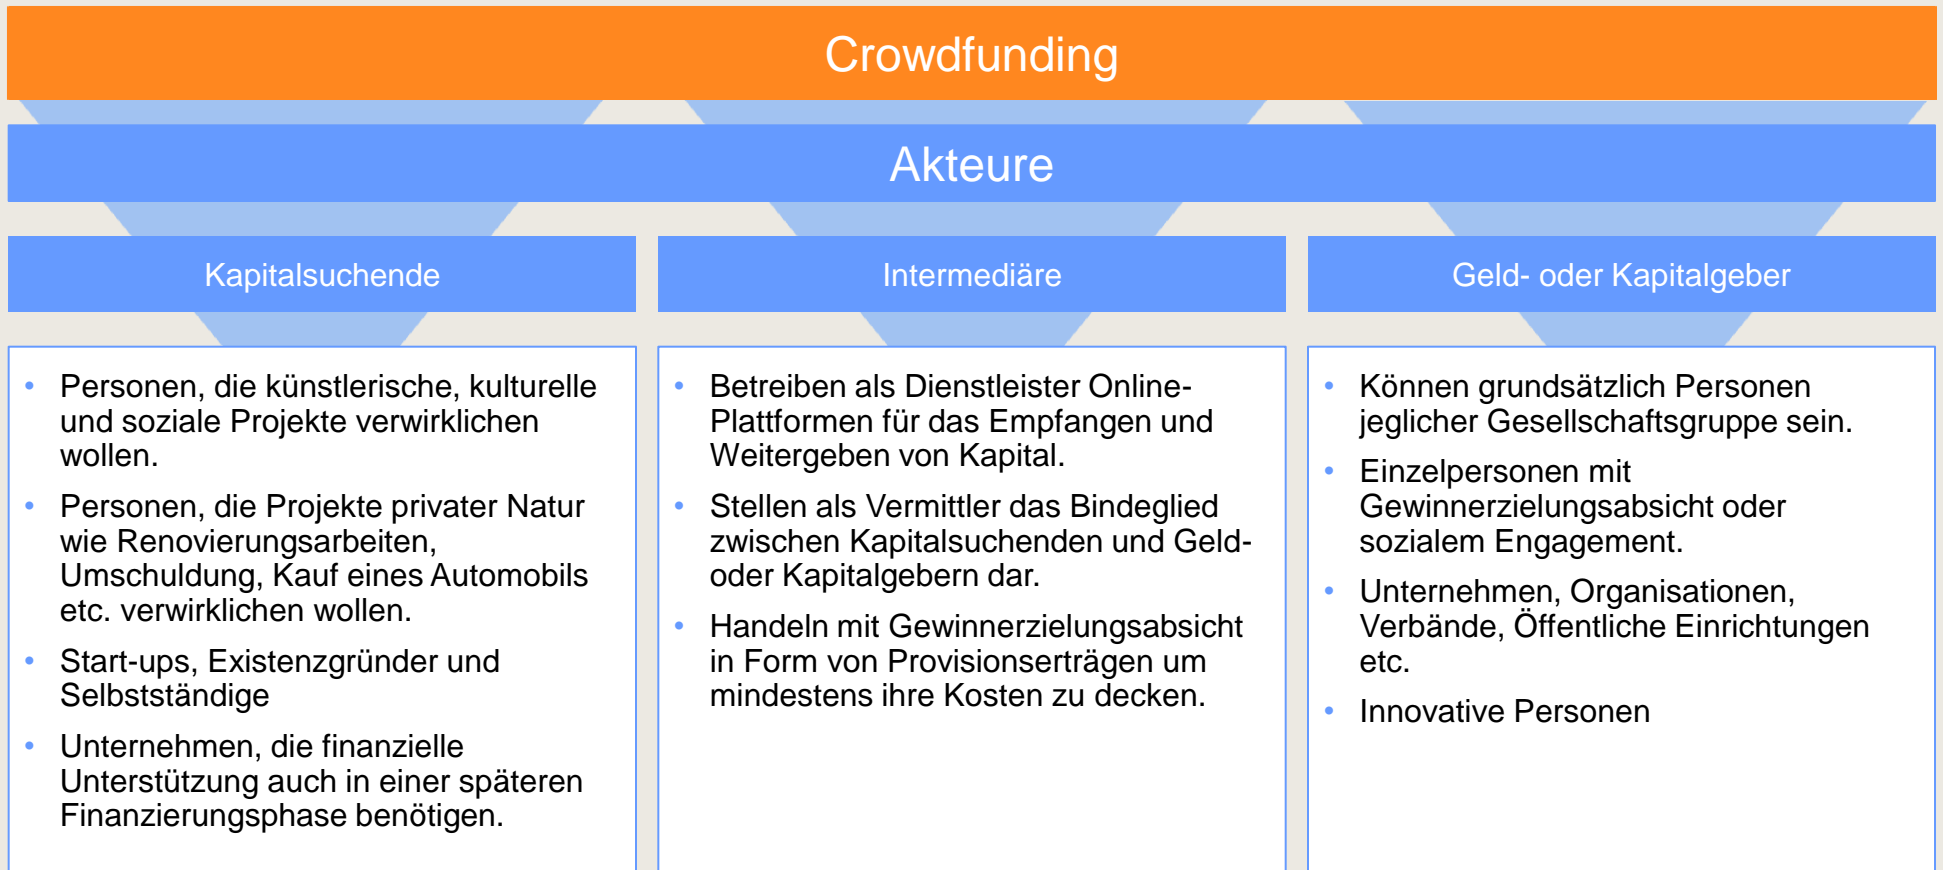 Crowdfunding
Akteure
Kapitalsuchende
• Personen, die künstlerische, kulturelle
und soziale Projekte verwirklichen
wollen.
• Personen, die Projekte privater Natur
wie Renovierungsarbeiten,
Umschuldung, Kauf eines Automobils
etc. verwirklichen wollen.
• Start-ups, Existenzgründer und
Selbstständige
• Unternehmen, die finanzielle
Unterstützung auch in einer späteren
Finanzierungsphase benötigen.
Intermediäre
• Betreiben als Dienstleister Online-
Plattformen für das Empfangen und
Weitergeben von Kapital.
• Stellen als Vermittler das Bindeglied
zwischen Kapitalsuchenden und Geld-
oder Kapitalgebern dar.
• Handeln mit Gewinnerzielungsabsicht
in Form von Provisionserträgen um
mindestens ihre Kosten zu decken.
Geld- oder Kapitalgeber
• Können grundsätzlich Personen
jeglicher Gesellschaftsgruppe sein.
• Einzelpersonen mit
Gewinnerzielungsabsicht oder
sozialem Engagement.
• Unternehmen, Organisationen,
Verbände, Öffentliche Einrichtungen
etc.
• Innovative Personen